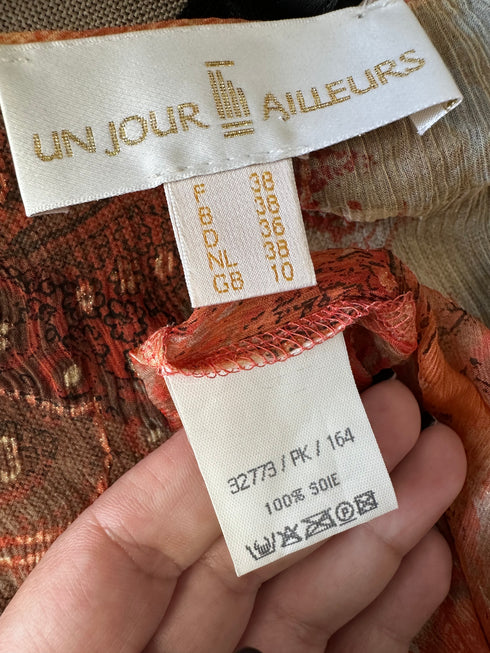 UN JOUR AILLEURS
F 38
B 38
D 36
NL 38
GB 10
32773 / PK / 164
100% SOIE